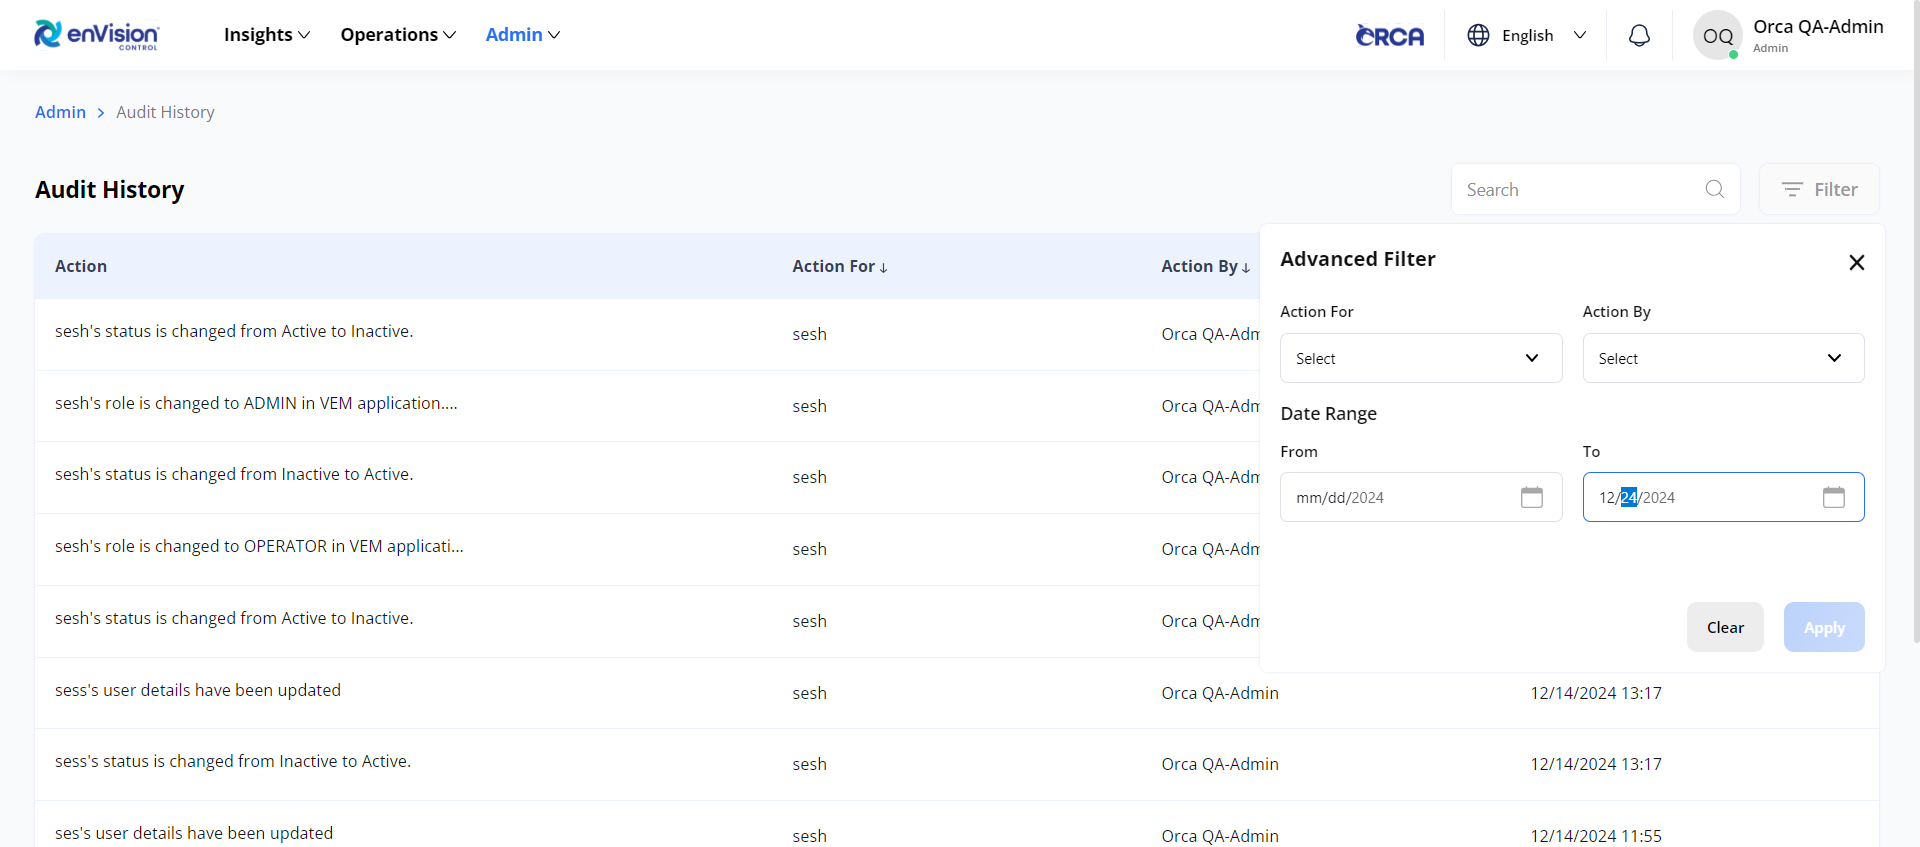 enVision
CONTROL
Insights
Operations
Admin
ORCA
English
OQ
Orca QA-Admin
Admin
Admin > Audit History
Audit History
Search
Filter
Action
Action For ↓
Action By ↓
sesh's status is changed from Active to Inactive.
sesh
Orca QA-Adm
sesh's role is changed to ADMIN in VEM application....
sesh
Orca QA-Adm
sesh's status is changed from Inactive to Active.
sesh
Orca QA-Adm
sesh's role is changed to OPERATOR in VEM applicati...
sesh
Orca QA-Adm
sesh's status is changed from Active to Inactive.
sesh
Orca QA-Adm
sess's user details have been updated
sesh
Orca QA-Admin
12/14/2024 13:17
sess's status is changed from Inactive to Active.
sesh
Orca QA-Admin
12/14/2024 13:17
ses's user details have been updated
sesh
Orca QA-Admin
12/14/2024 11:55
Advanced Filter
Action For
Action By
Select
Select
Date Range
From
To
mm/dd/2024
12/24/2024
Clear
Apply